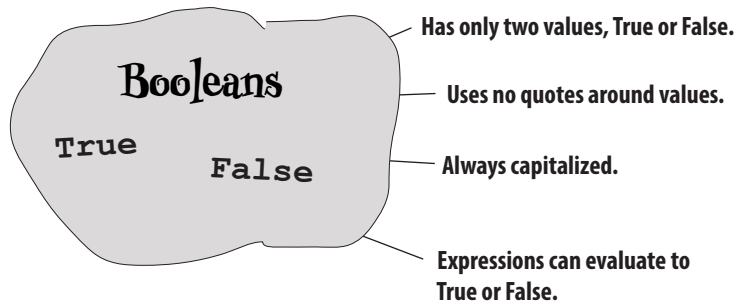 Booleans
True
False
Has only two values, True or False.
Uses no quotes around values.
Always capitalized.
Expressions can evaluate to
True or False.